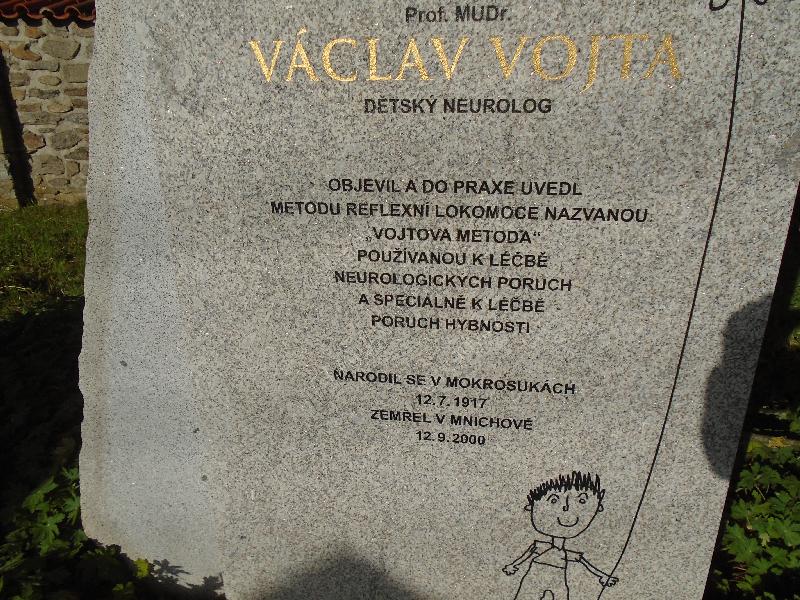 Prof. MUDr.
VÁCLAV VOJTA
DĚTSKÝ NEUROLOG
OBJEVIL A DO PRAXE UVEDL
METODU REFLEXNÍ LOKOMOCE NAZVANOU:
„VOJTOVA METODA“
POUŽÍVANOU K LÉČBĚ
NEUROLOGICKÝCH PORUCH
A SPECIÁLNĚ K LÉČBĚ
PORUCH HYBNOSTI
NARODIL SE V MOKROSUKÁCH
12. 7. 1917
ZEMŘEL V MNICHOVĚ
12. 9. 2000